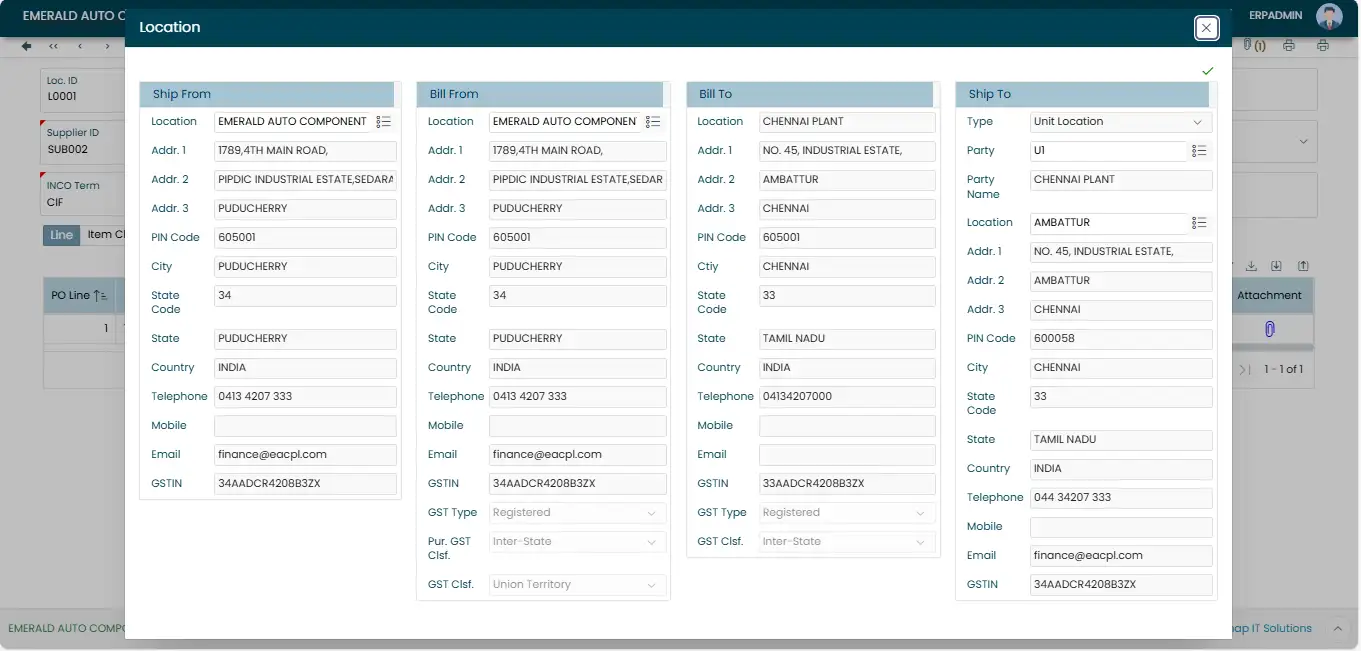 EMERALD AUTO C
Location
ERPADMIN
<<
<
>
(1)
Loc. ID
L0001
Supplier ID
SUB002
INCO Term
CIF
Line
Item Cl
PO Line
1
Attachment
1 - 1 of 1
Ship From
Location EMERALD AUTO COMPONENT
Addr. 1 1789,4TH MAIN ROAD,
Addr. 2 PIPDIC INDUSTRIAL ESTATE,SEDARA
Addr. 3 PUDUCHERRY
PIN Code 605001
City PUDUCHERRY
State Code 34
State PUDUCHERRY
Country INDIA
Telephone 0413 4207 333
Mobile
Email finance@eacpl.com
GSTIN 34AADCR4208B3ZX
Bill From
Location EMERALD AUTO COMPONEN
Addr. 1 1789,4TH MAIN ROAD,
Addr. 2 PIPDIC INDUSTRIAL ESTATE,SEDAR
Addr. 3 PUDUCHERRY
PIN Code 605001
City PUDUCHERRY
State Code 34
State PUDUCHERRY
Country INDIA
Telephone 0413 4207 333
Mobile
Email finance@eacpl.com
GSTIN 34AADCR4208B3ZX
GST Type Registered
Pur. GST Clsf. Inter-State
GST Clsf. Union Territory
Bill To
Location CHENNAI PLANT
Addr. 1 NO. 45, INDUSTRIAL ESTATE,
Addr. 2 AMBATTUR
Addr. 3 CHENNAI
PIN Code 605001
Ctiy CHENNAI
State Code 33
State TAMIL NADU
Country INDIA
Telephone 04134207000
Mobile
Email
GSTIN 33AADCR4208B3ZX
GST Type Registered
GST Clsf. Inter-State
Ship To
Type Unit Location
Party U1
Party Name CHENNAI PLANT
Location AMBATTUR
Addr. 1 NO. 45, INDUSTRIAL ESTATE,
Addr. 2 AMBATTUR
Addr. 3 CHENNAI
PIN Code 600058
City CHENNAI
State Code 33
State TAMIL NADU
Country INDIA
Telephone 044 34207 333
Mobile
Email finance@eacpl.com
GSTIN 34AADCR4208B3ZX
EMERALD AUTO COMPO
ap IT Solutions